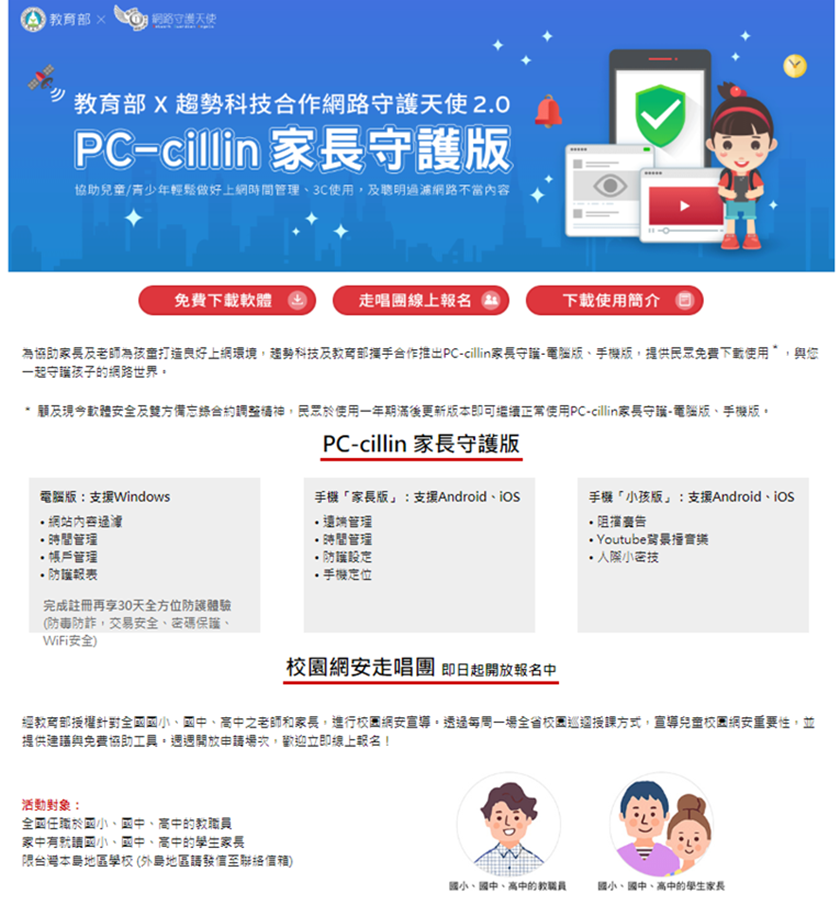 教育部 × 網路守護天使
教育部 X 趨勢科技合作網路守護天使 2.0
PC-cillin 家長守護版
協助兒童/青少年輕鬆做好上網時間管理、3C使用，及聰明過濾網路不當內容
免費下載軟體
走唱團線上報名
下載使用簡介
為協助家長及老師為孩童打造良好上網環境，趨勢科技及教育部攜手合作推出PC-cillin家長守護-電腦版、手機版，提供民眾免費下載使用*，與您
一起守護孩子的網路世界。
* 顧及現今軟體安全及雙方備忘錄合約調整精神，民眾於使用一年期滿後更新版本即可繼續正常使用PC-cillin家長守護-電腦版、手機版。
PC-cillin 家長守護版
電腦版：支援Windows
• 網站內容過濾
• 時間管理
• 帳戶管理
• 防護報表
完成註冊再享30天全方位防護體驗
(防毒防詐，交易安全、密碼保護、
WiFi安全)
手機「家長版」：支援Android、iOS
• 遠端管理
• 時間管理
• 防護設定
• 手機定位
手機「小孩版」：支援Android、iOS
• 阻擋廣告
• Youtube背景播音樂
• 人際小密技
校園網安走唱團 即日起開放報名中
經教育部授權針對全國國小、國中、高中之老師和家長，進行校園網安宣導。透過每周一場全省校園巡迴授課方式，宣導兒童校園網安重要性，並
提供建議與免費協助工具。週週開放申請場次，歡迎立即線上報名！
活動對象：
全國任職於國小、國中、高中的教職員
家中有就讀國小、國中、高中的學生家長
限台灣本島地區學校 (外島地區請發信至聯絡信箱)
國小、國中、高中的教職員
國小、國中、高中的學生家長